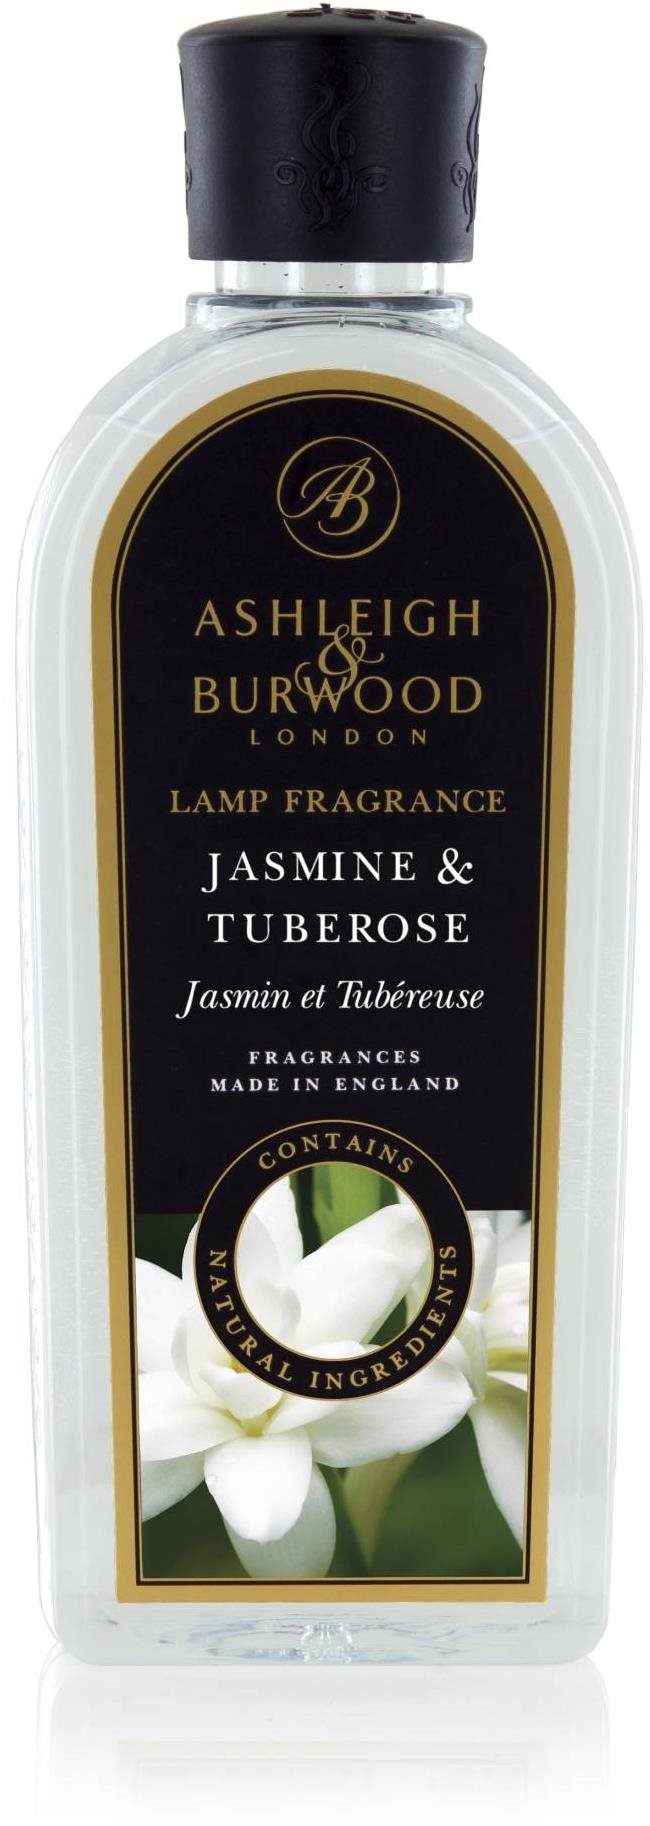 AB
ASHLEIGH
&
BURWOOD
LONDON
LAMP FRAGRANCE
JASMINE &
TUBEROSE
Jasmin et Tubéreuse
FRAGRANCES
MADE IN ENGLAND
CONTAINS
NATURAL INGREDIENTS